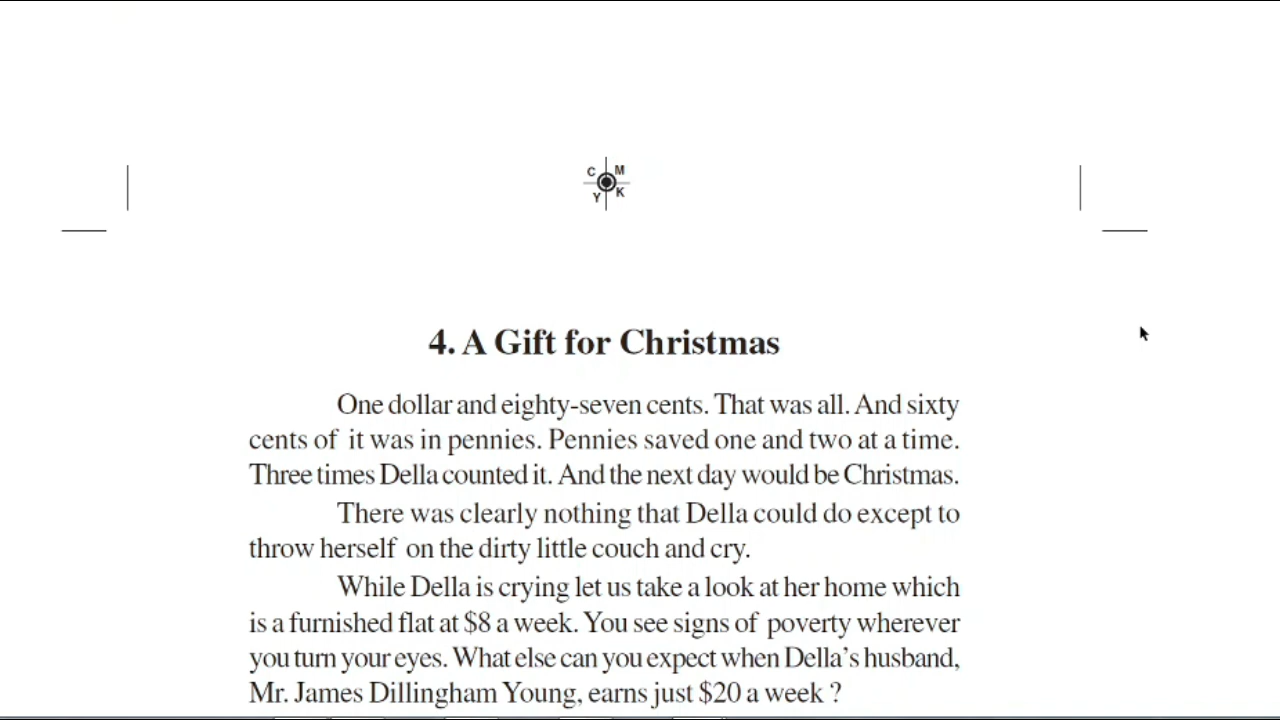 C M
Y K
4. A Gift for Christmas
One dollar and eighty-seven cents. That was all. And sixty
cents of it was in pennies. Pennies saved one and two at a time.
Three times Della counted it. And the next day would be Christmas.
There was clearly nothing that Della could do except to
throw herself on the dirty little couch and cry.
While Della is crying let us take a look at her home which
is a furnished flat at $8 a week. You see signs of poverty wherever
you turn your eyes. What else can you expect when Della's husband,
Mr. James Dillingham Young, earns just $20 a week ?